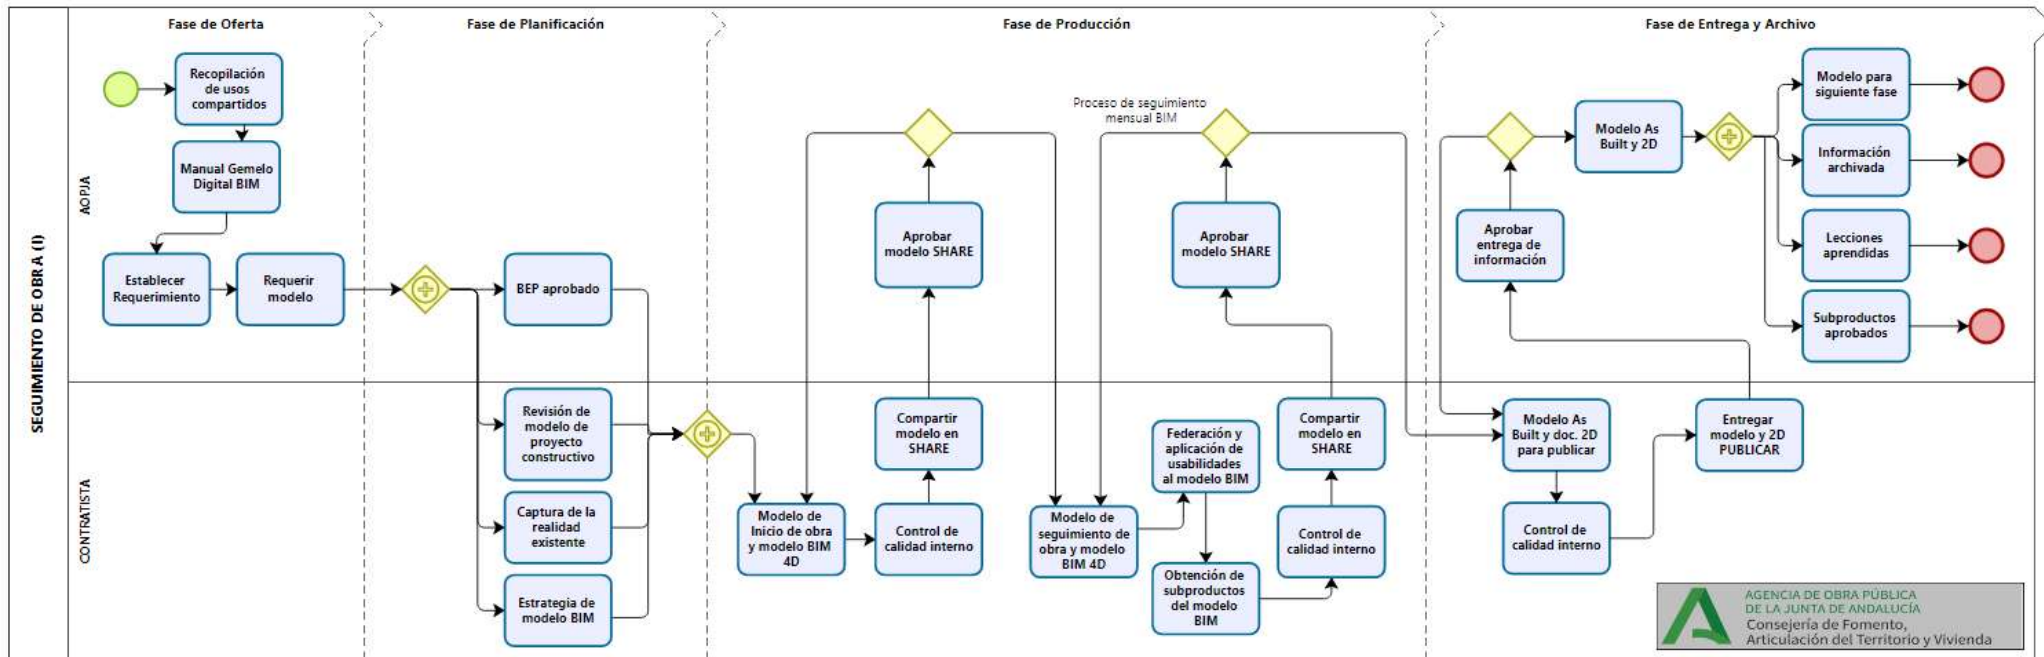 SEGUIMIENTO DE OBRA (I)
AOPJA
CONTRATISTA
Fase de Oferta
Fase de Planificación
Fase de Producción
Fase de Entrega y Archivo
Recopilación
de usos
compartidos
Manual Gemelo
Digital BIM
Establecer
Requerimiento
Requerir
modelo
BEP aprobado
Revisión de
modelo de
proyecto
constructivo
Captura de la
realidad
existente
Estrategia de
modelo BIM
Modelo de
Inicio de obra
y modelo BIM
4D
Control de
calidad interno
Compartir
modelo en
SHARE
Aprobar
modelo SHARE
Proceso de seguimiento
mensual BIM
Modelo de
seguimiento de
obra y modelo
BIM 4D
Federación y
aplicación de
usabilidades
al modelo BIM
Obtención de
subproductos
del modelo
BIM
Control de
calidad interno
Compartir
modelo en
SHARE
Aprobar
modelo SHARE
Modelo As
Built y doc. 2D
para publicar
Control de
calidad interno
Entregar
modelo y 2D
PUBLICAR
Aprobar
entrega de
información
Modelo As
Built y 2D
Modelo para
siguiente fase
Información
archivada
Lecciones
aprendidas
Subproductos
aprobados
AGENCIA DE OBRA PÚBLICA
DE LA JUNTA DE ANDALUCÍA
Consejería de Fomento,
Articulación del Territorio y Vivienda